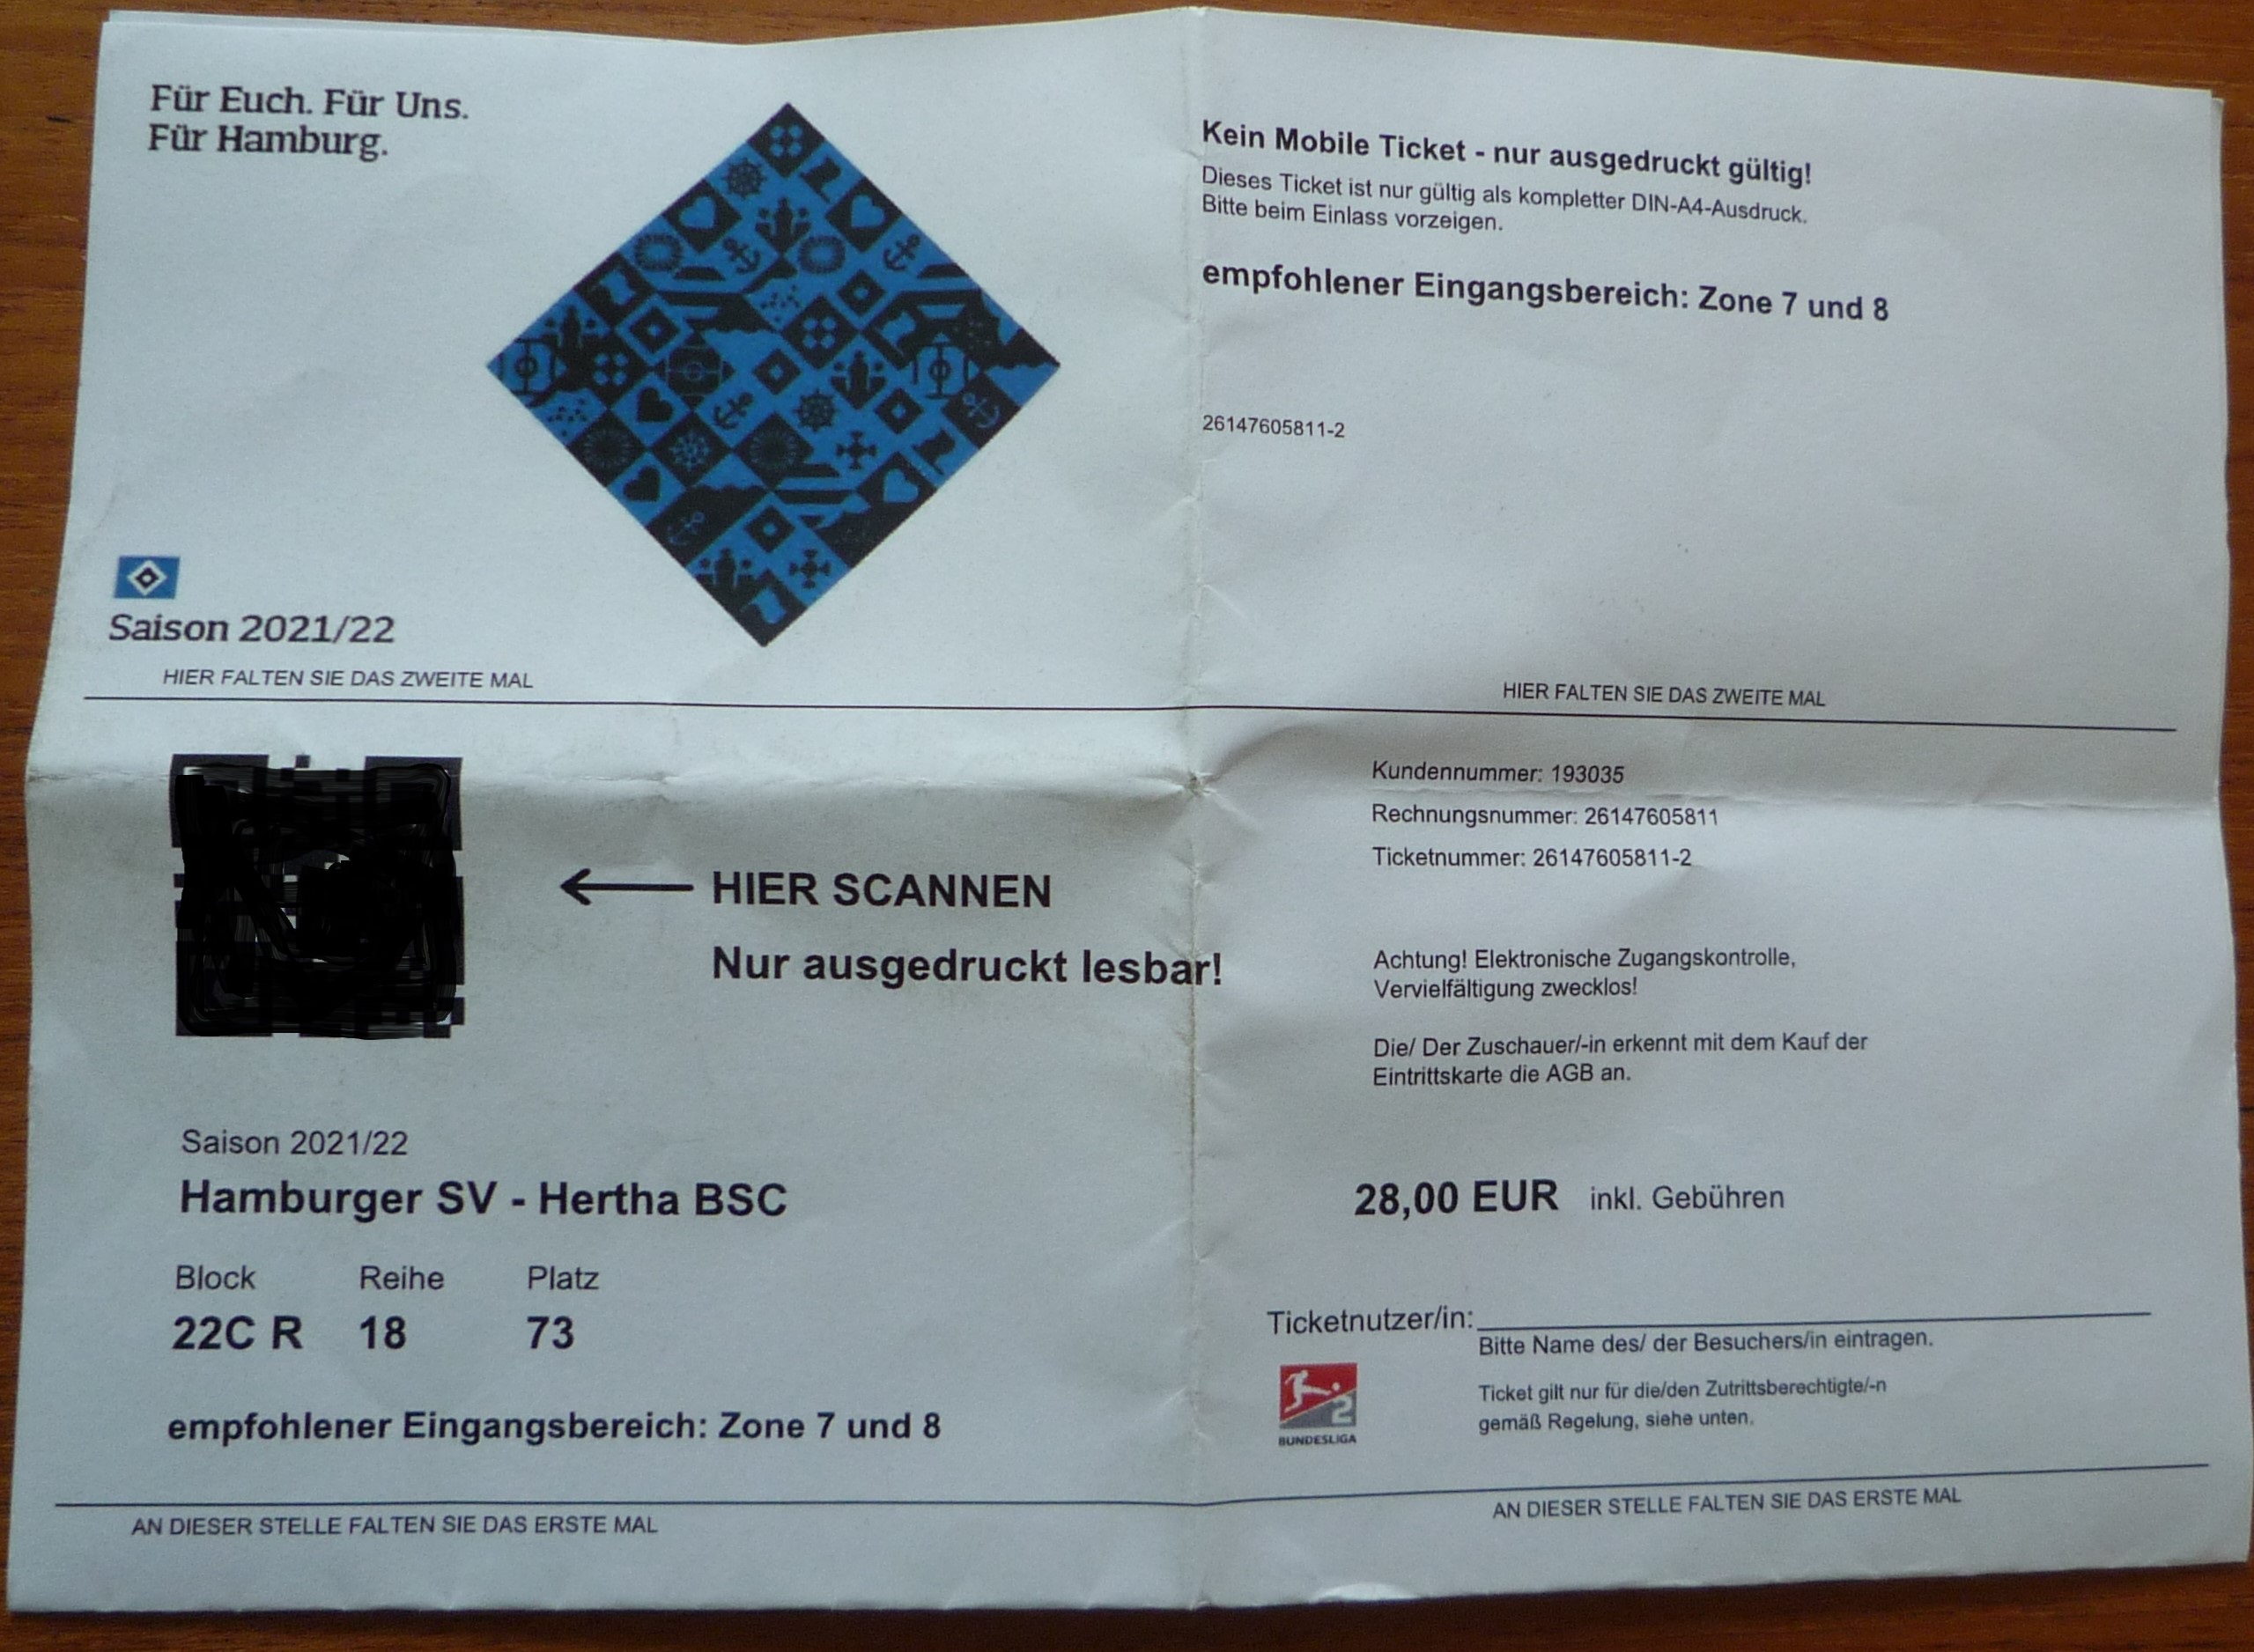 Für Euch. Für Uns.
Für Hamburg.
Saison 2021/22
HIER FALTEN SIE DAS ZWEITE MAL
Kein Mobile Ticket - nur ausgedruckt gültig!
Dieses Ticket ist nur gültig als kompletter DIN-A4-Ausdruck.
Bitte beim Einlass vorzeigen.
empfohlener Eingangsbereich: Zone 7 und 8
26147605811-2
HIER FALTEN SIE DAS ZWEITE MAL
HIER SCANNEN
Nur ausgedruckt lesbar!
Saison 2021/22
Hamburger SV - Hertha BSC
Block Reihe Platz
22C R 18 73
empfohlener Eingangsbereich: Zone 7 und 8
AN DIESER STELLE FALTEN SIE DAS ERSTE MAL
Kundennummer: 193035
Rechnungsnummer: 26147605811
Ticketnummer: 26147605811-2
Achtung! Elektronische Zugangskontrolle,
Vervielfältigung zwecklos!
Die/ Der Zuschauer/-in erkennt mit dem Kauf der
Eintrittskarte die AGB an.
28,00 EUR inkl. Gebühren
Ticketnutzer/in:
Bitte Name des/ der Besuchers/in eintragen.
Ticket gilt nur für die/den Zutrittsberechtigte/-n
gemäß Regelung, siehe unten.
2
BUNDESLIGA
AN DIESER STELLE FALTEN SIE DAS ERSTE MAL